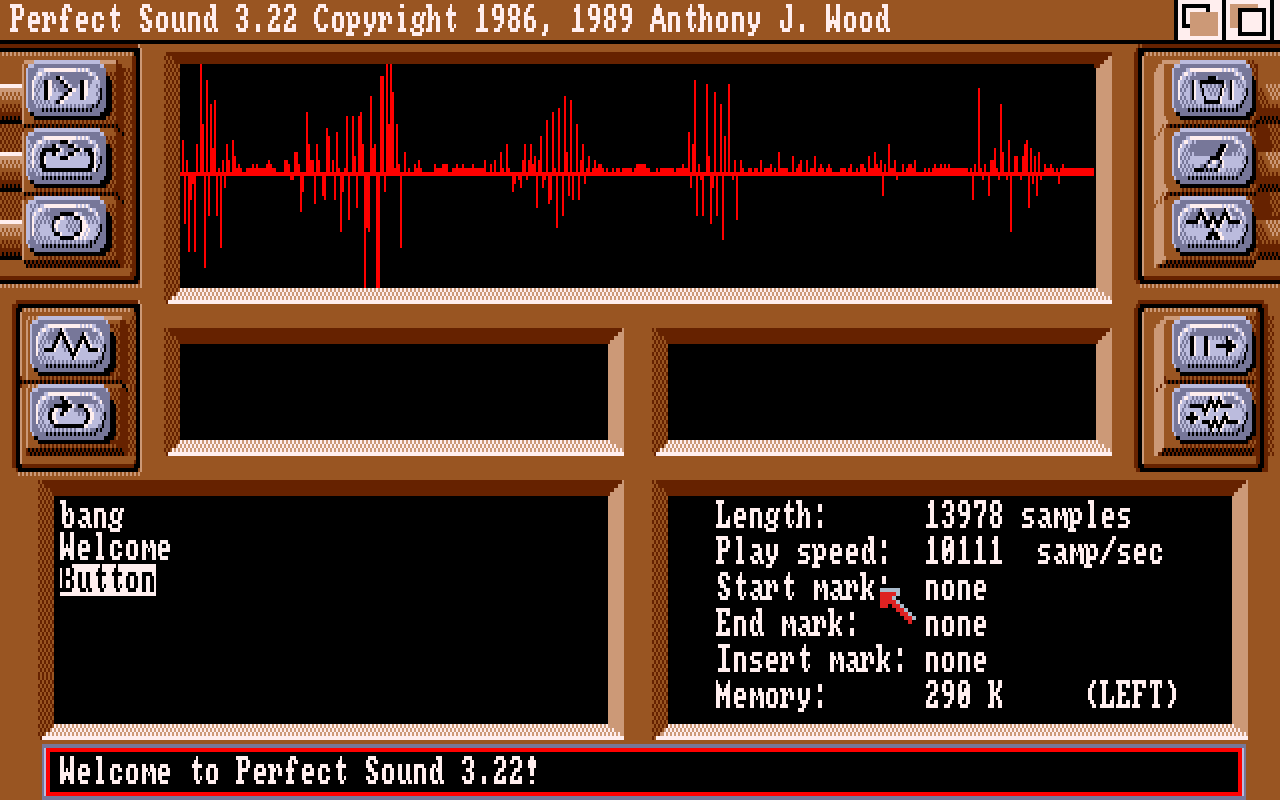 Perfect Sound 3.22 Copyright 1986, 1989 Anthony J. Wood
bang
Welcome
Button
Length: 13978 samples
Play speed: 10111 samp/sec
Start mark: none
End mark: none
Insert mark: none
Memory: 290 K (LEFT)
Welcome to Perfect Sound 3.22!